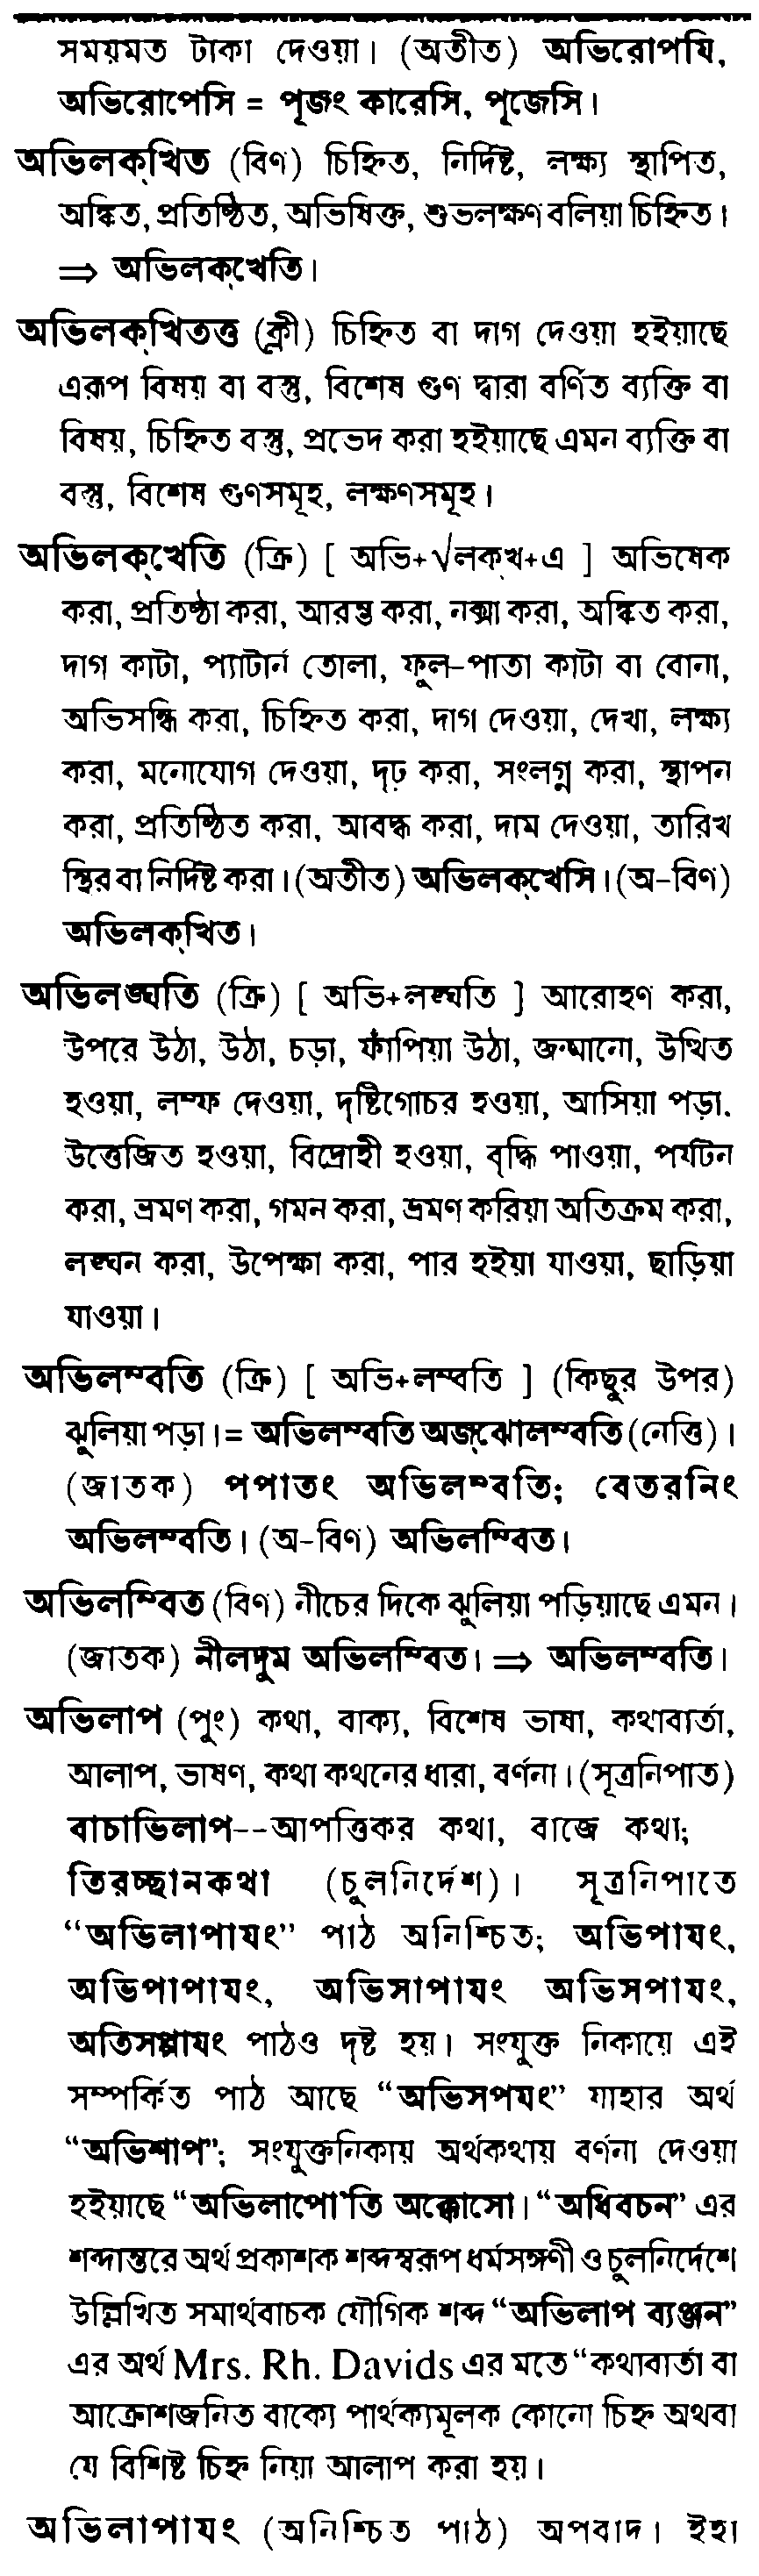 সময়মত টাকা দেওয়া। (অতীত) অভিরোপযি,
অভিরোপেসি = পূজং কারেসি, পূজেসি।
অভিলক্‌খিত (বিণ) চিহ্নিত, নির্দিষ্ট, লক্ষ্য স্থাপিত,
অঙ্কিত, প্রতিষ্ঠিত, অভিষিক্ত, শুভলক্ষণ বলিয়া চিহ্নিত।
⇒ অভিলক্‌খেতি।
অভিলক্‌খিতত্ত (ক্লী) চিহ্নিত বা দাগ দেওয়া হইয়াছে
এরূপ বিষয় বা বস্তু, বিশেষ গুণ দ্বারা বর্ণিত ব্যক্তি বা
বিষয়, চিহ্নিত বস্তু, প্রভেদ করা হইয়াছে এমন ব্যক্তি বা
বস্তু, বিশেষ গুণসমূহ, লক্ষণসমূহ।
অভিলক্‌খেতি (ক্রি) [ অভি+√লক্‌খ+এ ] অভিষেক
করা, প্রতিষ্ঠা করা, আরম্ভ করা, নক্সা করা, অঙ্কিত করা,
দাগ কাটা, প্যাটার্ন তোলা, ফুল-পাতা কাটা বা বোনা,
অভিসন্ধি করা, চিহ্নিত করা, দাগ দেওয়া, দেখা, লক্ষ্য
করা, মনোযোগ দেওয়া, দৃঢ় করা, সংলগ্ন করা, স্থাপন
করা, প্রতিষ্ঠিত করা, আবদ্ধ করা, দাম দেওয়া, তারিখ
স্থির বা নির্দিষ্ট করা। (অতীত) অভিলক্‌খেসি। (অ-বিণ)
অভিলক্‌খিত।
অভিলঙ্ঘতি (ক্রি) [ অভি+লঙ্ঘতি ] আরোহণ করা,
উপরে উঠা, উঠা, চড়া, ফাঁপিয়া উঠা, জন্মানো, উত্থিত
হওয়া, লম্ফ দেওয়া, দৃষ্টিগোচর হওয়া, আসিয়া পড়া.
উত্তেজিত হওয়া, বিদ্রোহী হওয়া, বৃদ্ধি পাওয়া, পর্যটন
করা, ভ্রমণ করা, গমন করা, ভ্রমণ করিয়া অতিক্রম করা,
লঙ্ঘন করা, উপেক্ষা করা, পার হইয়া যাওয়া, ছাড়িয়া
যাওয়া।
অভিলম্বতি (ক্রি) [ অভি+লম্বতি ] (কিছুর উপর)
ঝুলিয়া পড়া। = অভিলম্বতি অজ্‌ঝোলম্বতি (নেত্তি)।
(জাতক) পপাতং অভিলম্বতি; বেতরনিং
অভিলম্বতি। (অ-বিণ) অভিলম্বিত।
অভিলম্বিত (বিণ) নীচের দিকে ঝুলিয়া পড়িয়াছে এমন।
(জাতক) নীলদুম অভিলম্বিত। ⇒ অভিলম্বতি।
অভিলাপ (পুং) কথা, বাক্য, বিশেষ ভাষা, কথাবার্তা,
আলাপ, ভাষণ, কথা কথনের ধারা, বর্ণনা। (সূত্রনিপাত)
বাচাভিলাপ--আপত্তিকর কথা, বাজে কথা;
তিরচ্ছানকথা (চুলনির্দেশ)। সূত্রনিপাতে
“অভিলাপাযং” পাঠ অনিশ্চিত; অভিপাযং,
অভিপাপাযং, অভিসাপাযং অভিসপাযং,
অতিসপ্পাযং পাঠও দৃষ্ট হয়। সংযুক্ত নিকায়ে এই
সম্পর্কিত পাঠ আছে “অভিসপযং” যাহার অর্থ
“অভিশাপ”; সংযুক্তনিকায় অর্থকথায় বর্ণনা দেওয়া
হইয়াছে “অভিলাপো’তি অক্কোসো। “অধিবচন” এর
শব্দান্তরে অর্থ প্রকাশক শব্দস্বরূপ ধর্মসঙ্গণী ও চুলনির্দেশে
উল্লিখিত সমার্থবাচক যৌগিক শব্দ “অভিলাপ ব্যঞ্জন”
এর অর্থ Mrs. Rh. Davids এর মতে “কথাবার্তা বা
আক্রোশজনিত বাক্যে পার্থক্যমূলক কোনো চিহ্ন অথবা
যে বিশিষ্ট চিহ্ন নিয়া আলাপ করা হয়।
অভিলাপাযং (অনিশ্চিত পাঠ) অপবাদ। ইহা